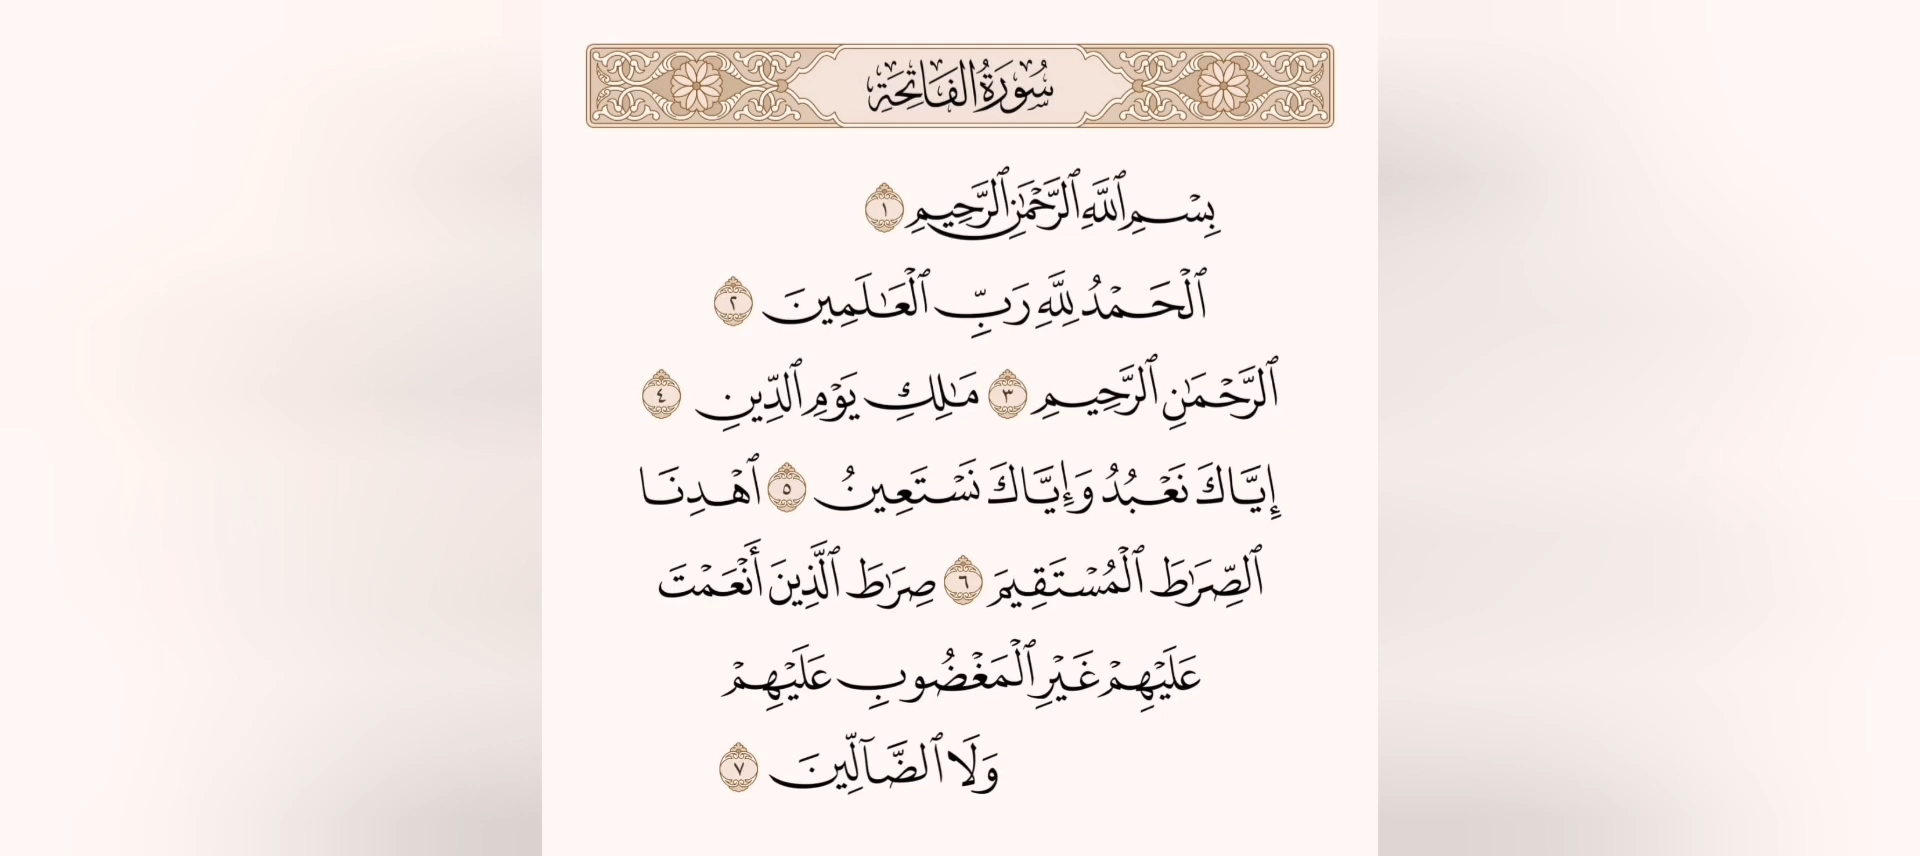 سُورَةُ الفَاتِحَةِ
بِسْمِ ٱللَّهِ ٱلرَّحْمَٰنِ ٱلرَّحِيمِ ١
ٱلْحَمْدُ لِلَّهِ رَبِّ ٱلْعَٰلَمِينَ ٢
ٱلرَّحْمَٰنِ ٱلرَّحِيمِ ٣ مَٰلِكِ يَوْمِ ٱلدِّينِ ٤
إِيَّاكَ نَعْبُدُ وَإِيَّاكَ نَسْتَعِينُ ٥ ٱهْدِنَا
ٱلصِّرَٰطَ ٱلْمُسْتَقِيمَ ٦ صِرَٰطَ ٱلَّذِينَ أَنْعَمْتَ
عَلَيْهِمْ غَيْرِ ٱلْمَغْضُوبِ عَلَيْهِمْ
وَلَا ٱلضَّآلِّينَ ٧